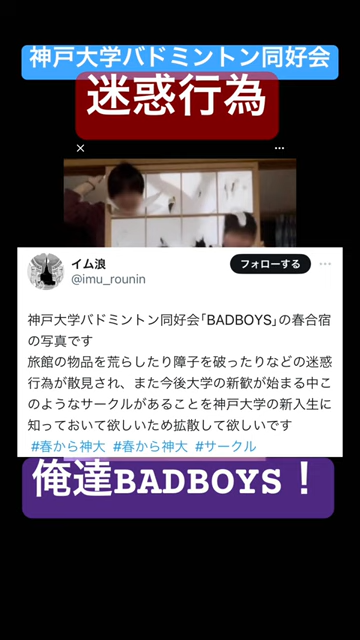 神戸大学バドミントン同好会
迷惑行為
イム浪
フォローする
@imu_rounin
神戸大学バドミントン同好会「BADBOYS」の春合宿
の写真です
旅館の物品を荒らしたり障子を破ったりなどの迷惑
行為が散見され、また今後大学の新歓が始まる中こ
のようなサークルがあることを神戸大学の新入生に
知っておいて欲しいため拡散して欲しいです
#春から神大 #春から神大 #サークル
俺達BADBOYS！